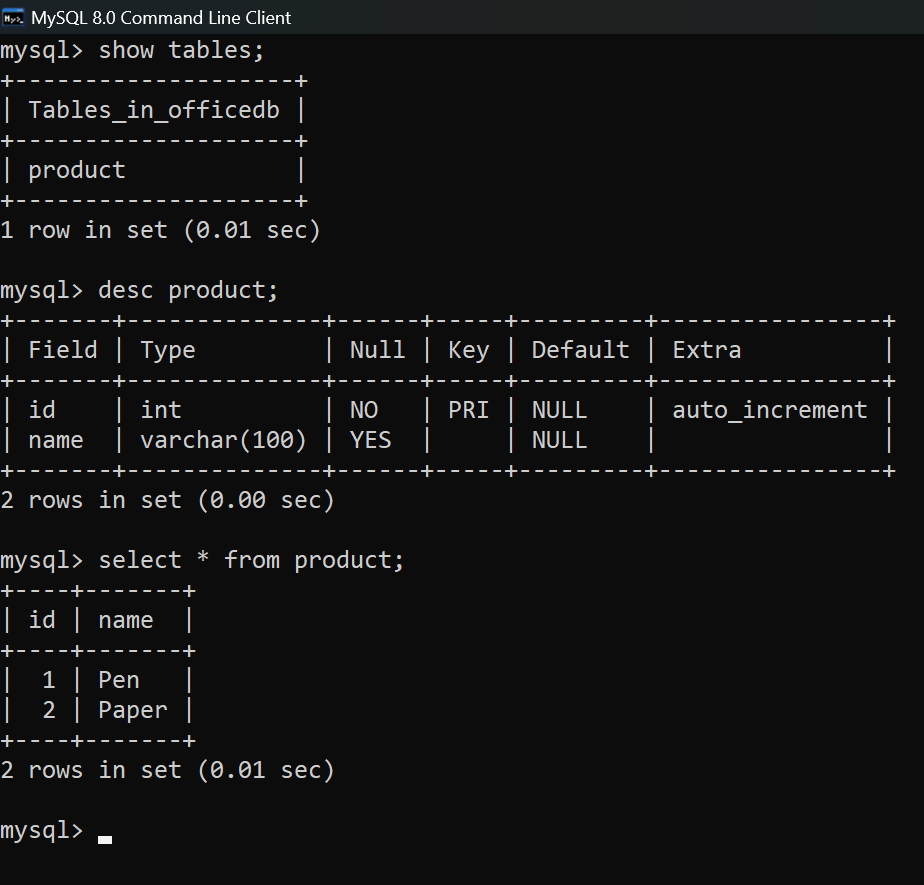 MySQL 8.0 Command Line Client
mysql> show tables;
+--------------------+
| Tables_in_officedb |
+--------------------+
| product            |
+--------------------+
1 row in set (0.01 sec)

mysql> desc product;
+-------+--------------+------+-----+---------+----------------+
| Field | Type         | Null | Key | Default | Extra          |
+-------+--------------+------+-----+---------+----------------+
| id    | int          | NO   | PRI | NULL    | auto_increment |
| name  | varchar(100) | YES  |     | NULL    |                |
+-------+--------------+------+-----+---------+----------------+
2 rows in set (0.00 sec)

mysql> select * from product;
+----+-------+
| id | name  |
+----+-------+
|  1 | Pen   |
|  2 | Paper |
+----+-------+
2 rows in set (0.01 sec)

mysql>